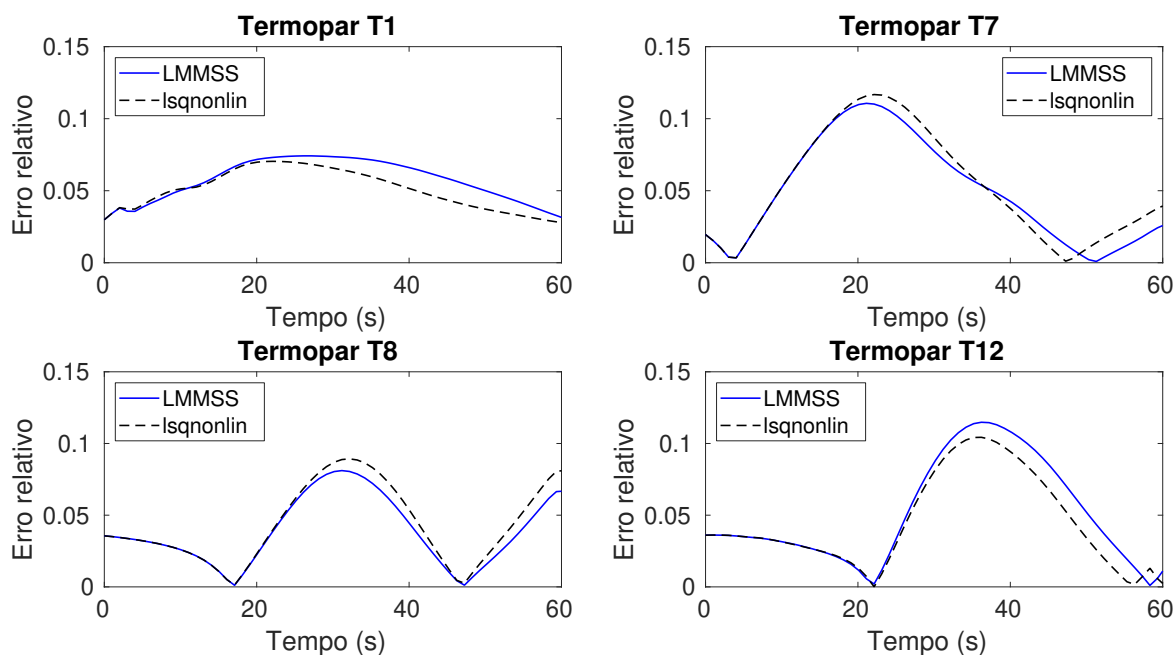 Termopar T1
0.15
0.1
0.05
0
Erro relativo
LMMSS
lsqnonlin
0
20
40
60
Tempo (s)
Termopar T7
0.15
0.1
0.05
0
Erro relativo
LMMSS
lsqnonlin
0
20
40
60
Tempo (s)
Termopar T8
0.15
0.1
0.05
0
Erro relativo
LMMSS
lsqnonlin
0
20
40
60
Tempo (s)
Termopar T12
0.15
0.1
0.05
0
Erro relativo
LMMSS
lsqnonlin
0
20
40
60
Tempo (s)